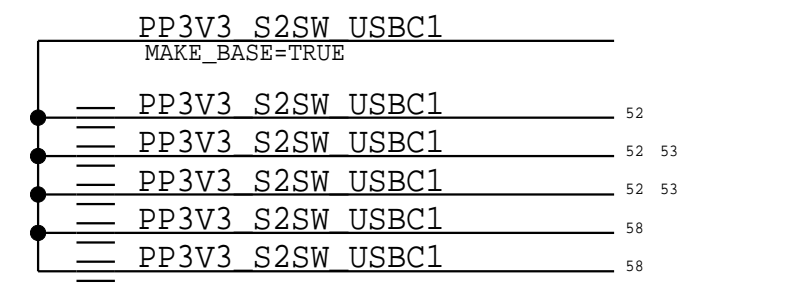 PP3V3_S2SW_USBC1
MAKE_BASE=TRUE
PP3V3_S2SW_USBC1 52
PP3V3_S2SW_USBC1 52 53
PP3V3_S2SW_USBC1 52 53
PP3V3_S2SW_USBC1 58
PP3V3_S2SW_USBC1 58